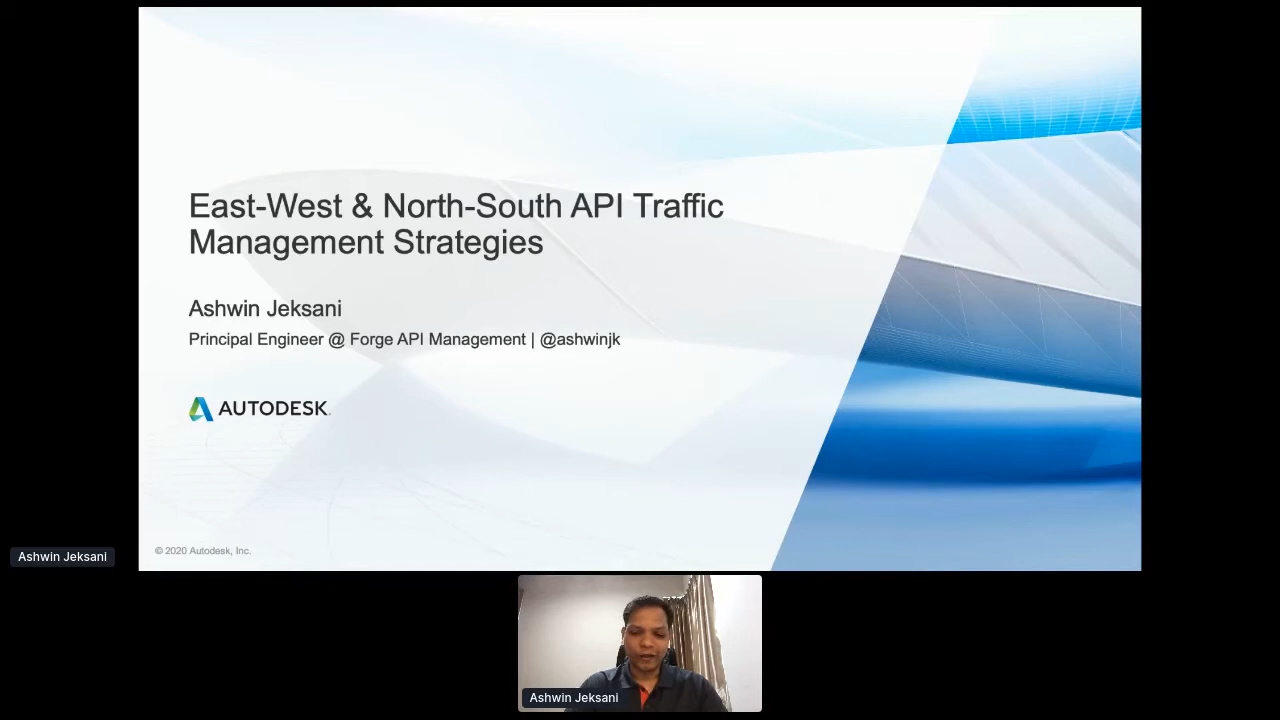 East-West & North-South API Traffic
Management Strategies
Ashwin Jeksani
Principal Engineer @ Forge API Management | @ashwinjk
AUTODESK.
© 2020 Autodesk, Inc.
Ashwin Jeksani
Ashwin Jeksani